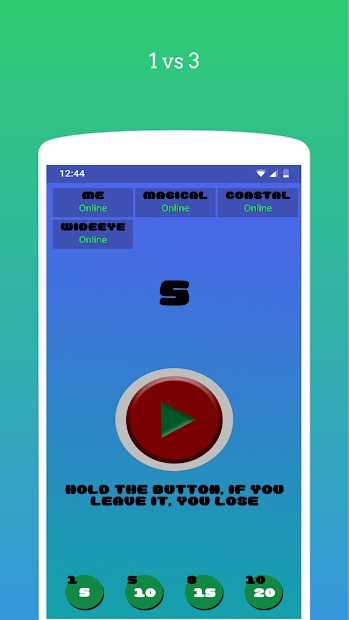 1 vs 3
12:44
ME MAGICAL COASTAL
Online Online Online
WIDEEYE
Online
5
HOLD THE BUTTON, IF YOU
LEAVE IT, YOU LOSE
1 5 8 10
5 10 15 20